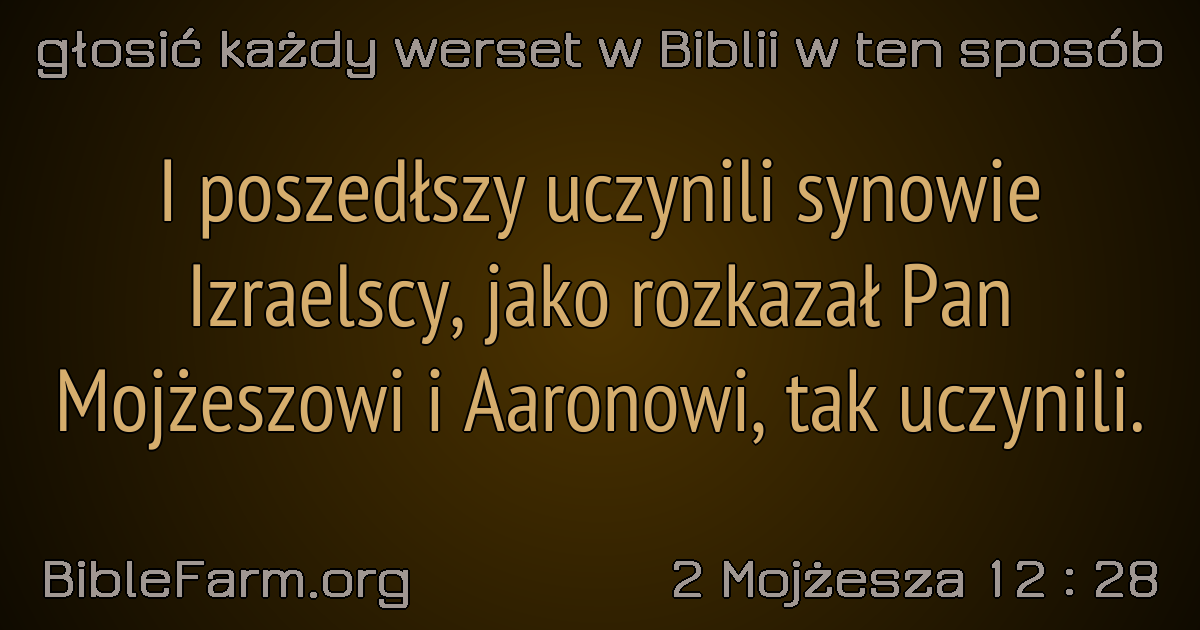 głosić każdy werset w Biblii w ten sposób
I poszedłszy uczynili synowie
Izraelscy, jako rozkazał Pan
Mojżeszowi i Aaronowi, tak uczynili.
BibleFarm.org
2 Mojżesza 12 : 28